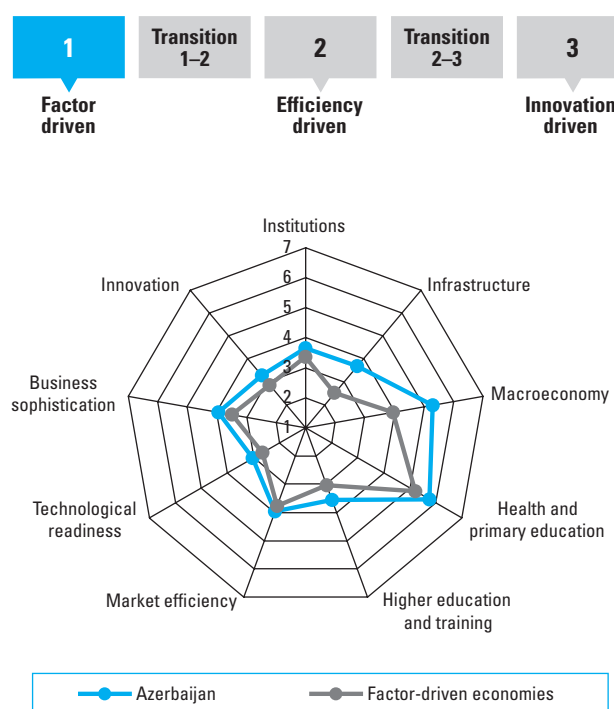 1
Transition
1–2
2
Transition
2–3
3
Factor
driven
Efficiency
driven
Innovation
driven
Institutions
7
6
5
4
3
2
1
Infrastructure
Macroeconomy
Health and
primary education
Higher education
and training
Market efficiency
Technological
readiness
Business
sophistication
Innovation
Azerbaijan
Factor-driven economies